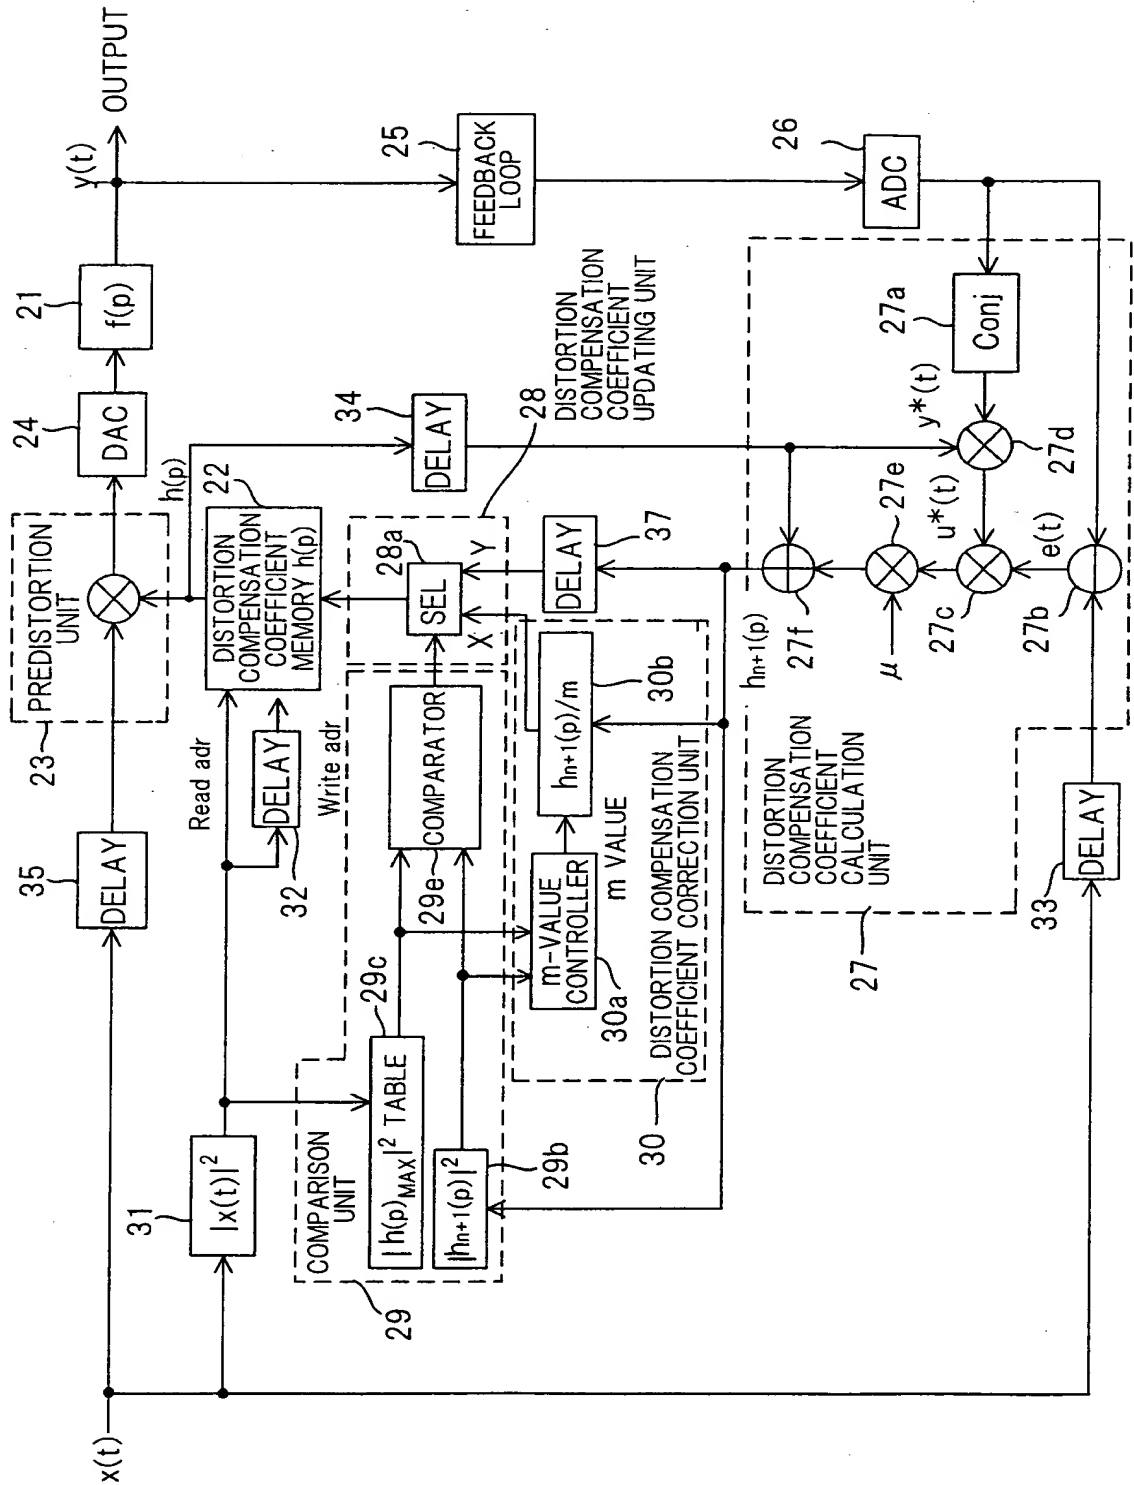 x(t)
35
DELAY
23
PREDISTORTION
UNIT
24
DAC
21
f(p)
y(t)
OUTPUT
31
|x(t)|²
Read adr
32
DELAY
Write adr
22
DISTORTION
COMPENSATION
COEFFICIENT
MEMORY h(p)
h(p)
34
DELAY
25
FEEDBACK
LOOP
26
ADC
29
COMPARISON
UNIT
29c
|h(p)MAX|² TABLE
29b
|hn+1(p)|²
29e
COMPARATOR
28a
SEL
X
Y
28
DISTORTION
COMPENSATION
COEFFICIENT
UPDATING UNIT
37
DELAY
30
30a
m-VALUE
CONTROLLER
m VALUE
30b
hn+1(p)/m
DISTORTION COMPENSATION
COEFFICIENT CORRECTION UNIT
27
DISTORTION
COMPENSATION
COEFFICIENT
CALCULATION
UNIT
hn+1(p)
27f
μ
27e
27c
u*(t)
27d
y*(t)
27a
Conj
e(t)
27b
33
DELAY